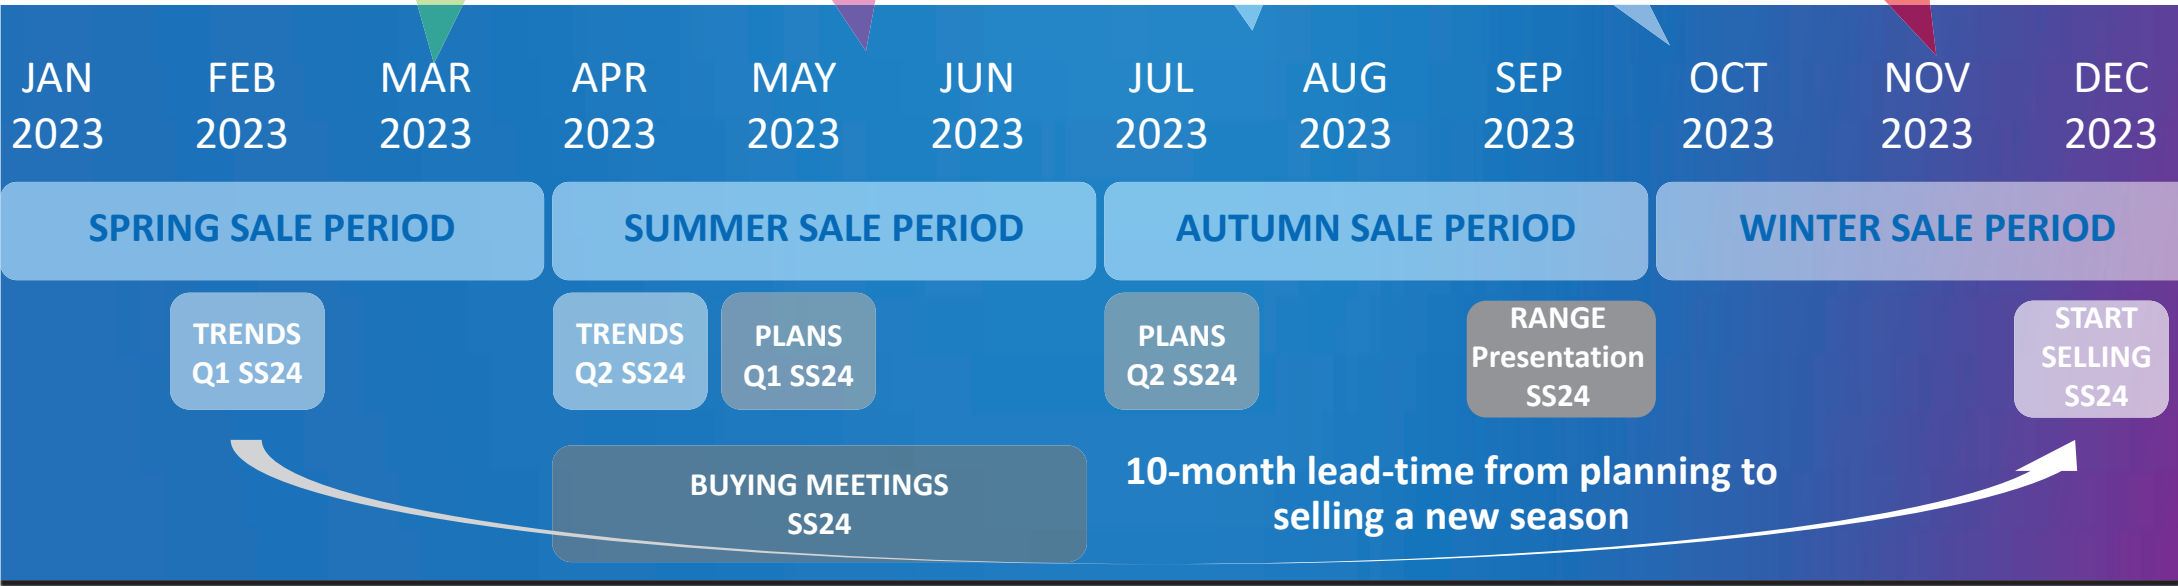 JAN FEB MAR APR MAY JUN JUL AUG SEP OCT NOV DEC
2023 2023 2023 2023 2023 2023 2023 2023 2023 2023 2023 2023
SPRING SALE PERIOD SUMMER SALE PERIOD AUTUMN SALE PERIOD WINTER SALE PERIOD
TRENDS
Q1 SS24
TRENDS
Q2 SS24
PLANS
Q1 SS24
PLANS
Q2 SS24
RANGE
Presentation
SS24
START
SELLING
SS24
BUYING MEETINGS
SS24
10-month lead-time from planning to
selling a new season